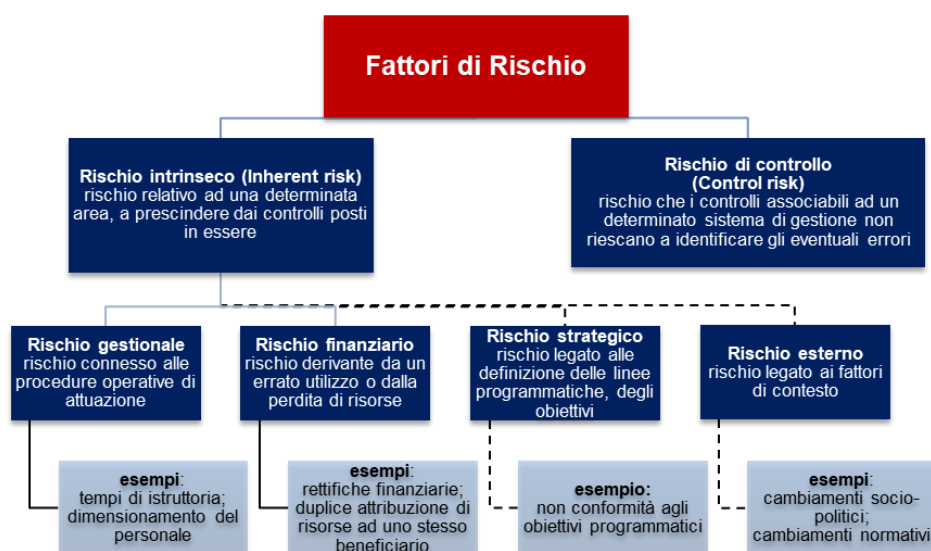 Fattori di Rischio
Rischio intrinseco (Inherent risk)
rischio relativo ad una determinata
area, a prescindere dai controlli posti
in essere
Rischio di controllo
(Control risk)
rischio che i controlli associabili ad un
determinato sistema di gestione non
riescano a identificare gli eventuali errori
Rischio gestionale
rischio connesso alle
procedure operative di
attuazione
Rischio finanziario
rischio derivante da un
errato utilizzo o dalla
perdita di risorse
Rischio strategico
rischio legato alle
definizione delle linee
programmatiche, degli
obiettivi
Rischio esterno
rischio legato ai fattori
di contesto
esempi:
tempi di istruttoria;
dimensionamento del
personale
esempi:
rettifiche finanziarie;
duplice attribuzione di
risorse ad uno stesso
beneficiario
esempio:
non conformità agli
obiettivi programmatici
esempi:
cambiamenti socio-
politici;
cambiamenti normativi